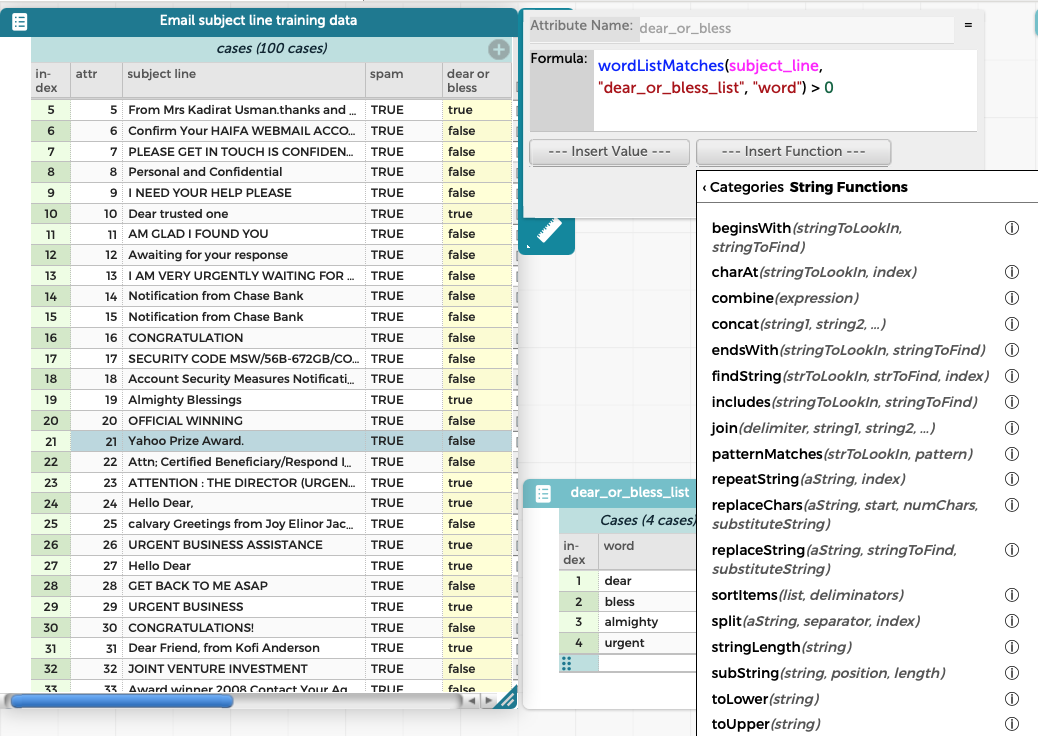 Email subject line training data
cases (100 cases)
in-
dex
attr
subject line
spam
dear or
bless
5 5 From Mrs Kadirat Usman.thanks and ... TRUE true
6 6 Confirm Your HAIFA WEBMAIL ACCO... TRUE false
7 7 PLEASE GET IN TOUCH IS CONFIDEN... TRUE false
8 8 Personal and Confidential TRUE false
9 9 I NEED YOUR HELP PLEASE TRUE false
10 10 Dear trusted one TRUE true
11 11 AM GLAD I FOUND YOU TRUE false
12 12 Awaiting for your response TRUE false
13 13 I AM VERY URGENTLY WAITING FOR ... TRUE false
14 14 Notification from Chase Bank TRUE false
15 15 Notification from Chase Bank TRUE false
16 16 CONGRATULATION TRUE false
17 17 SECURITY CODE MSW/56B-672GB/CO... TRUE false
18 18 Account Security Measures Notificati... TRUE false
19 19 Almighty Blessings TRUE true
20 20 OFFICIAL WINNING TRUE false
21 21 Yahoo Prize Award. TRUE false
22 22 Attn; Certified Beneficiary/Respond I... TRUE false
23 23 ATTENTION : THE DIRECTOR (URGEN... TRUE true
24 24 Hello Dear, TRUE true
25 25 calvary Greetings from Joy Elinor Jac... TRUE false
26 26 URGENT BUSINESS ASSISTANCE TRUE true
27 27 Hello Dear TRUE true
28 28 GET BACK TO ME ASAP TRUE false
29 29 URGENT BUSINESS TRUE true
30 30 CONGRATULATIONS! TRUE false
31 31 Dear Friend, from Kofi Anderson TRUE true
32 32 JOINT VENTURE INVESTMENT TRUE false
33 33 Award winner 2008 Contact Your Ag TRUE false
Attribute Name: dear_or_bless =
Formula: wordListMatches(subject_line,
"dear_or_bless_list", "word") > 0
--- Insert Value --- --- Insert Function ---
‹ Categories String Functions
beginsWith(stringToLookIn,
stringToFind)
charAt(stringToLookIn, index)
combine(expression)
concat(string1, string2, ...)
endsWith(stringToLookIn, stringToFind)
findString(strToLookIn, strToFind, index)
includes(stringToLookIn, stringToFind)
join(delimiter, string1, string2, ...)
patternMatches(strToLookIn, pattern)
repeatString(aString, index)
replaceChars(aString, start, numChars,
substituteString)
replaceString(aString, stringToFind,
substituteString)
sortItems(list, deliminators)
split(aString, separator, index)
stringLength(string)
subString(string, position, length)
toLower(string)
toUpper(string)
dear_or_bless_list
Cases (4 cases)
in-
dex
word
1 dear
2 bless
3 almighty
4 urgent